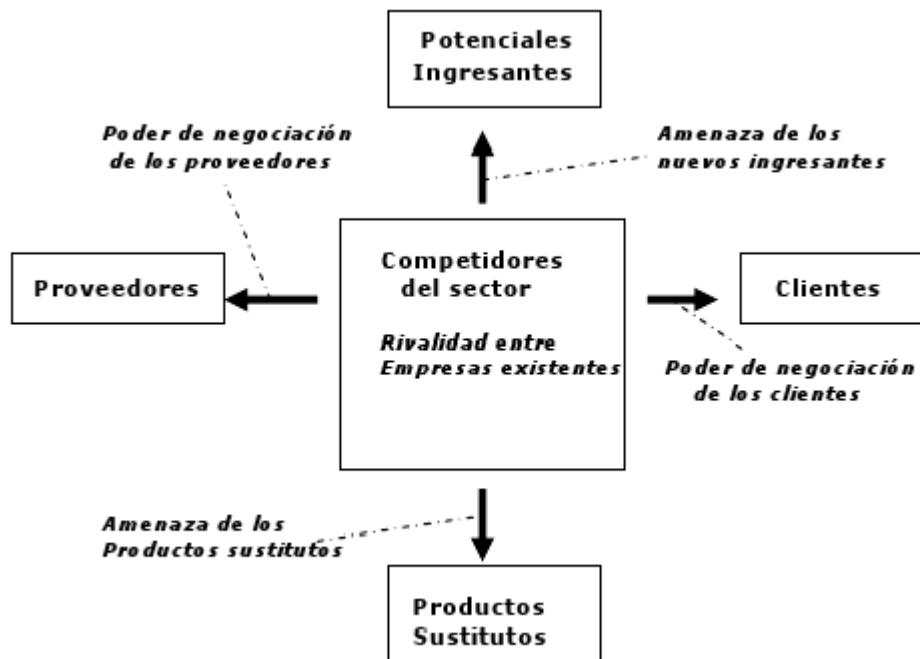 Potenciales
Ingresantes
Poder de negociación
de los proveedores
Amenaza de los
nuevos ingresantes
Proveedores
Competidores
del sector
Rivalidad entre
Empresas existentes
Clientes
Poder de negociación
de los clientes
Amenaza de los
Productos sustitutos
Productos
Sustitutos